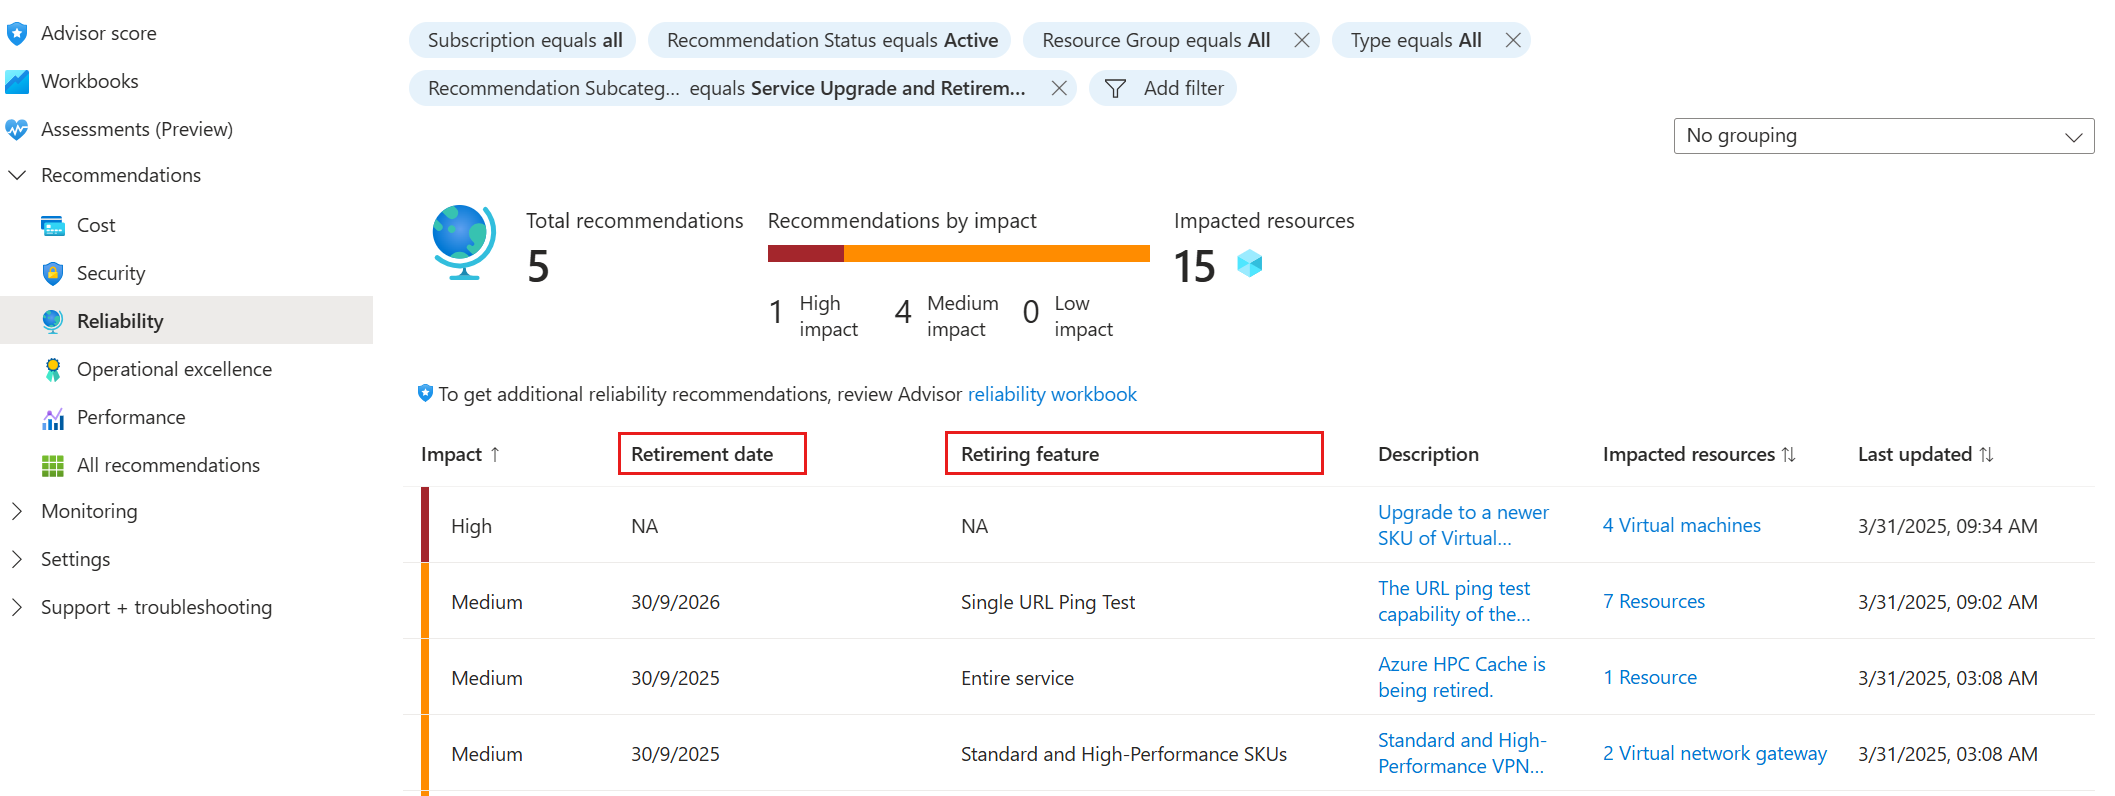 Advisor score
Workbooks
Assessments (Preview)
Recommendations
Cost
Security
Reliability
Operational excellence
Performance
All recommendations
Monitoring
Settings
Support + troubleshooting
Subscription equals all
Recommendation Status equals Active
Resource Group equals All
Type equals All
Recommendation Subcateg... equals Service Upgrade and Retirem...
Add filter
No grouping
Total recommendations
5
Recommendations by impact
1 High impact
4 Medium impact
0 Low impact
Impacted resources
15
To get additional reliability recommendations, review Advisor reliability workbook
Impact ↑ Retirement date Retiring feature Description Impacted resources ↑↓ Last updated ↑↓
High NA NA Upgrade to a newer SKU of Virtual... 4 Virtual machines 3/31/2025, 09:34 AM
Medium 30/9/2026 Single URL Ping Test The URL ping test capability of the... 7 Resources 3/31/2025, 09:02 AM
Medium 30/9/2025 Entire service Azure HPC Cache is being retired. 1 Resource 3/31/2025, 03:08 AM
Medium 30/9/2025 Standard and High-Performance SKUs Standard and High-Performance VPN... 2 Virtual network gateway 3/31/2025, 03:08 AM